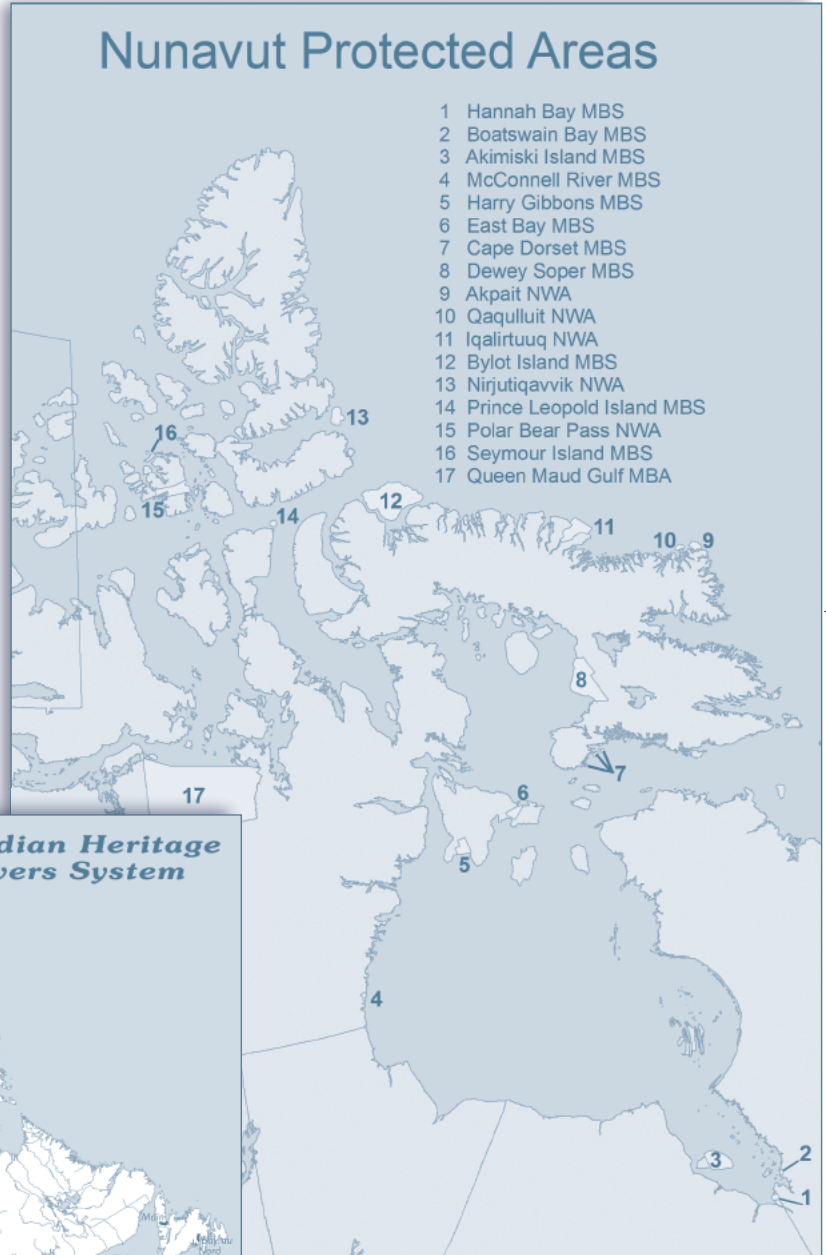 Nunavut Protected Areas
1 Hannah Bay MBS
2 Boatswain Bay MBS
3 Akimiski Island MBS
4 McConnell River MBS
5 Harry Gibbons MBS
6 East Bay MBS
7 Cape Dorset MBS
8 Dewey Soper MBS
9 Akpait NWA
10 Qaqulluit NWA
11 Iqalirtuuq NWA
12 Bylot Island MBS
13 Nirjutiqavvik NWA
14 Prince Leopold Island MBS
15 Polar Bear Pass NWA
16 Seymour Island MBS
17 Queen Maud Gulf MBA
13
16
15
14
12
11
10
9
8
7
17
6
5
4
3
2
1
dian Heritage
vers System
Main
Bay du
Nord